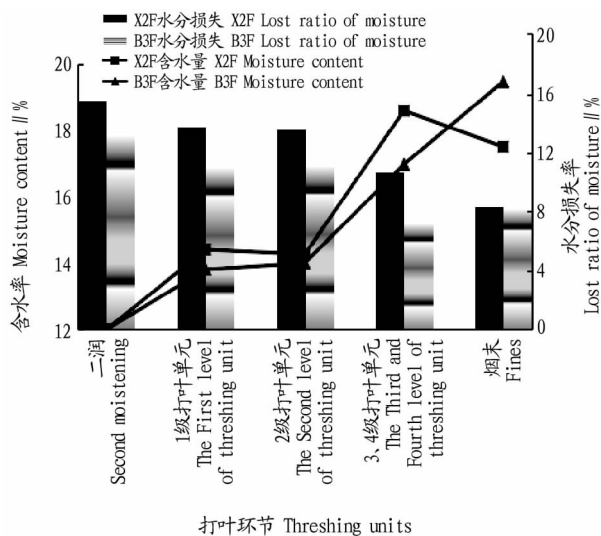 X2F水分损失 X2F Lost ratio of moisture
B3F水分损失 B3F Lost ratio of moisture
X2F含水量 X2F Moisture content
B3F含水量 B3F Moisture content
含水率 Moisture content∥%
20
18
16
14
12
20
16
12
8
4
0
水分损失率
Lost ratio of moisture∥%
二润
Second moistening
1级打叶单元
The First level
of threshing unit
2级打叶单元
The Second level
of threshing unit
3、4级打叶单元
The Third and
Fourth level of
threshing unit
烟末
Fines
打叶环节 Threshing units